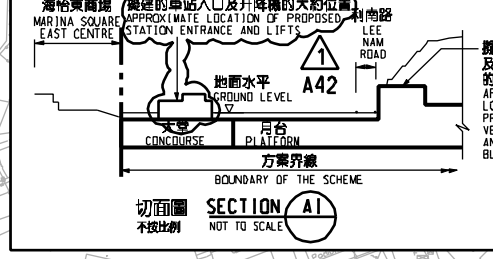 海怡東商場
MARINA SQUARE
EAST CENTRE
擬建的車站入口及升降機的大約位置
APPROXIMATE LOCATION OF PROPOSED
STATION ENTRANCE AND LIFTS
1
A42
利南路
LEE
NAM
ROAD
地面水平
GROUND LEVEL
大堂
CONCOURSE
月台
PLATFORM
方案界線
BOUNDARY OF THE SCHEME
切面圖
不按比例
SECTION A1
NOT TO SCALE